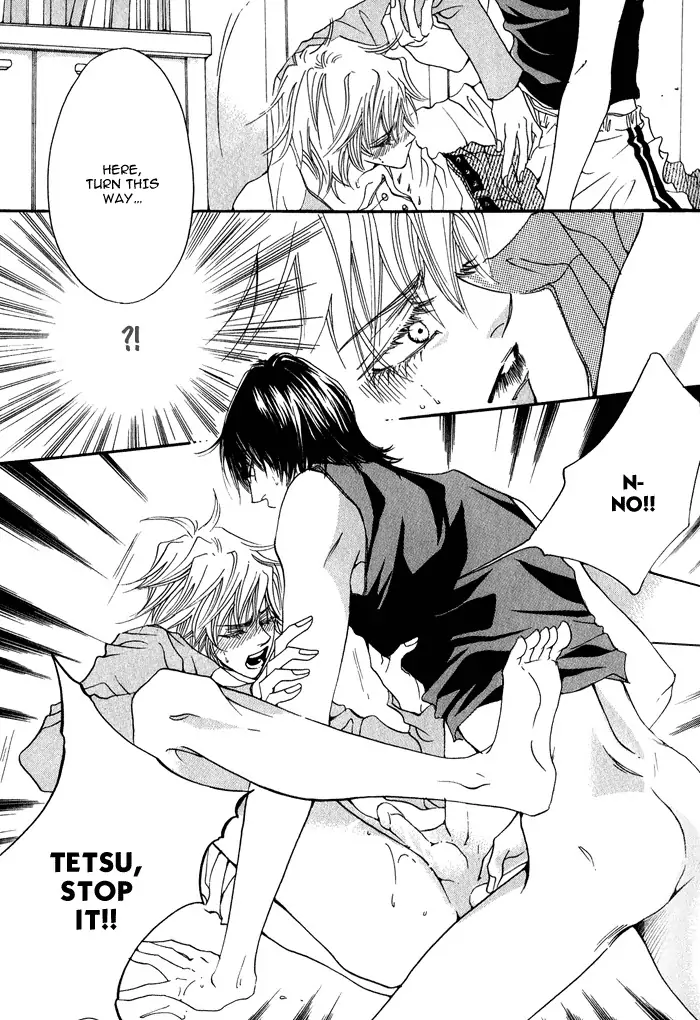 HERE,
TURN THIS
WAY...
?!
N-
NO!!
TETSU,
STOP
IT!!